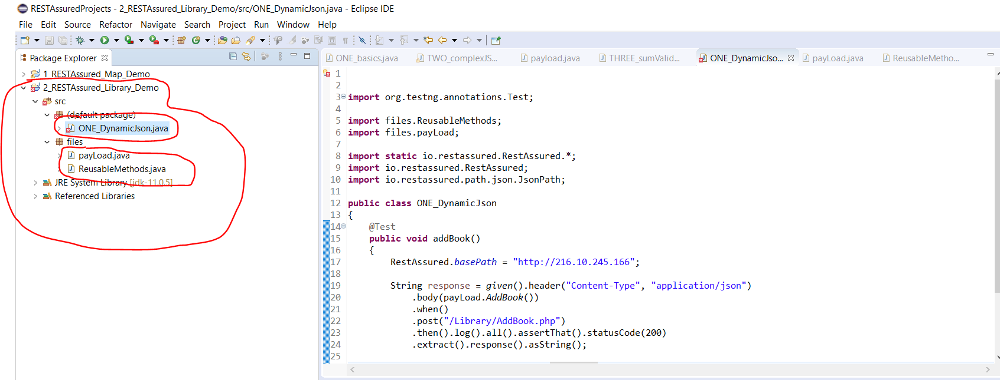 RESTAssuredProjects - 2_RESTAssured_Library_Demo/src/ONE_DynamicJson.java - Eclipse IDE
File Edit Source Refactor Navigate Search Project Run Window Help
Package Explorer
1_RESTAssured_Map_Demo
2_RESTAssured_Library_Demo
src
(default package)
ONE_DynamicJson.java
files
payLoad.java
ReusableMethods.java
JRE System Library [jdk-11.0.5]
Referenced Libraries
ONE_basics.java TWO_complexJS... payload.java THREE_sumValid... ONE_DynamicJso... payLoad.java ReusableMetho...
1
2
3 import org.testng.annotations.Test;
4
5 import files.ReusableMethods;
6 import files.payLoad;
7
8 import static io.restassured.RestAssured.*;
9 import io.restassured.RestAssured;
10 import io.restassured.path.json.JsonPath;
11
12 public class ONE_DynamicJson
13 {
14 @Test
15 public void addBook()
16 {
17 RestAssured.basePath = "http://216.10.245.166";
18
19 String response = given().header("Content-Type", "application/json")
20 .body(payLoad.AddBook())
21 .when()
22 .post("/Library/AddBook.php")
23 .then().log().all().assertThat().statusCode(200)
24 .extract().response().asString();
25